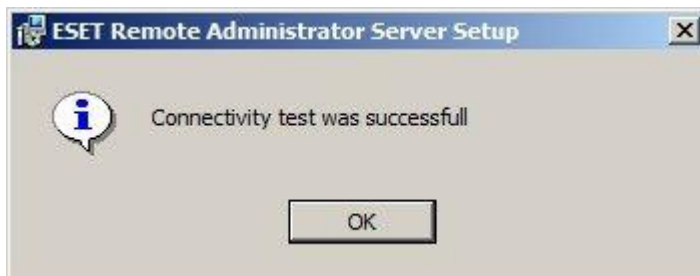 ESET Remote Administrator Server Setup
Connectivity test was successfull
OK